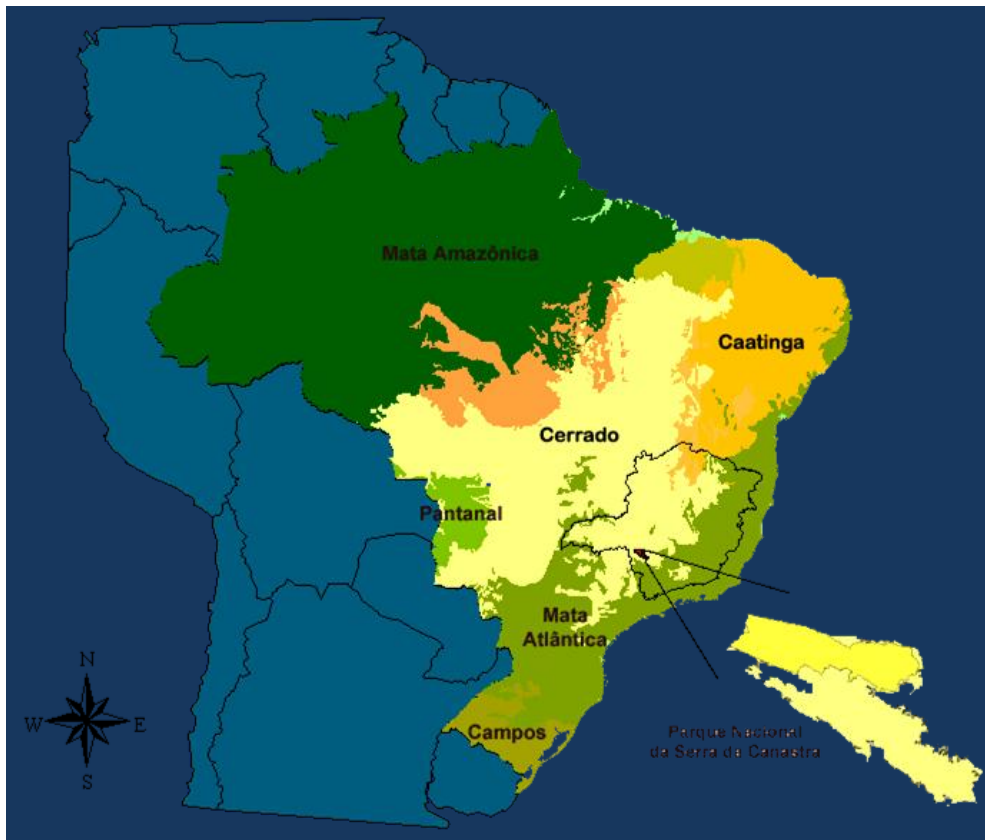 Mata Amazônica
Caatinga
Cerrado
Pantanal
Mata
Atlântica
N
W
E
S
Campos
Parque Nacional
da Serra da Canastra